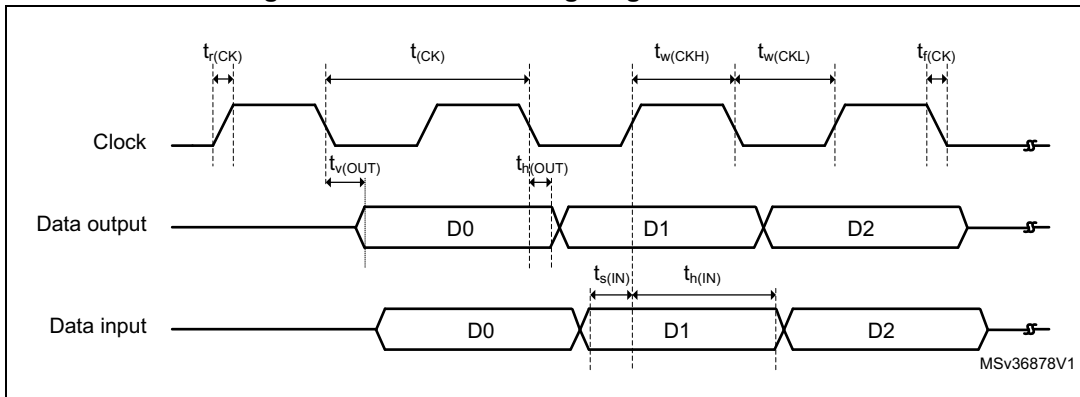 t_r(CK) t_(CK) t_w(CKH) t_w(CKL) t_f(CK)
Clock
t_v(OUT) t_h(OUT)
Data output D0 D1 D2
t_s(IN) t_h(IN)
Data input D0 D1 D2
MSv36878V1